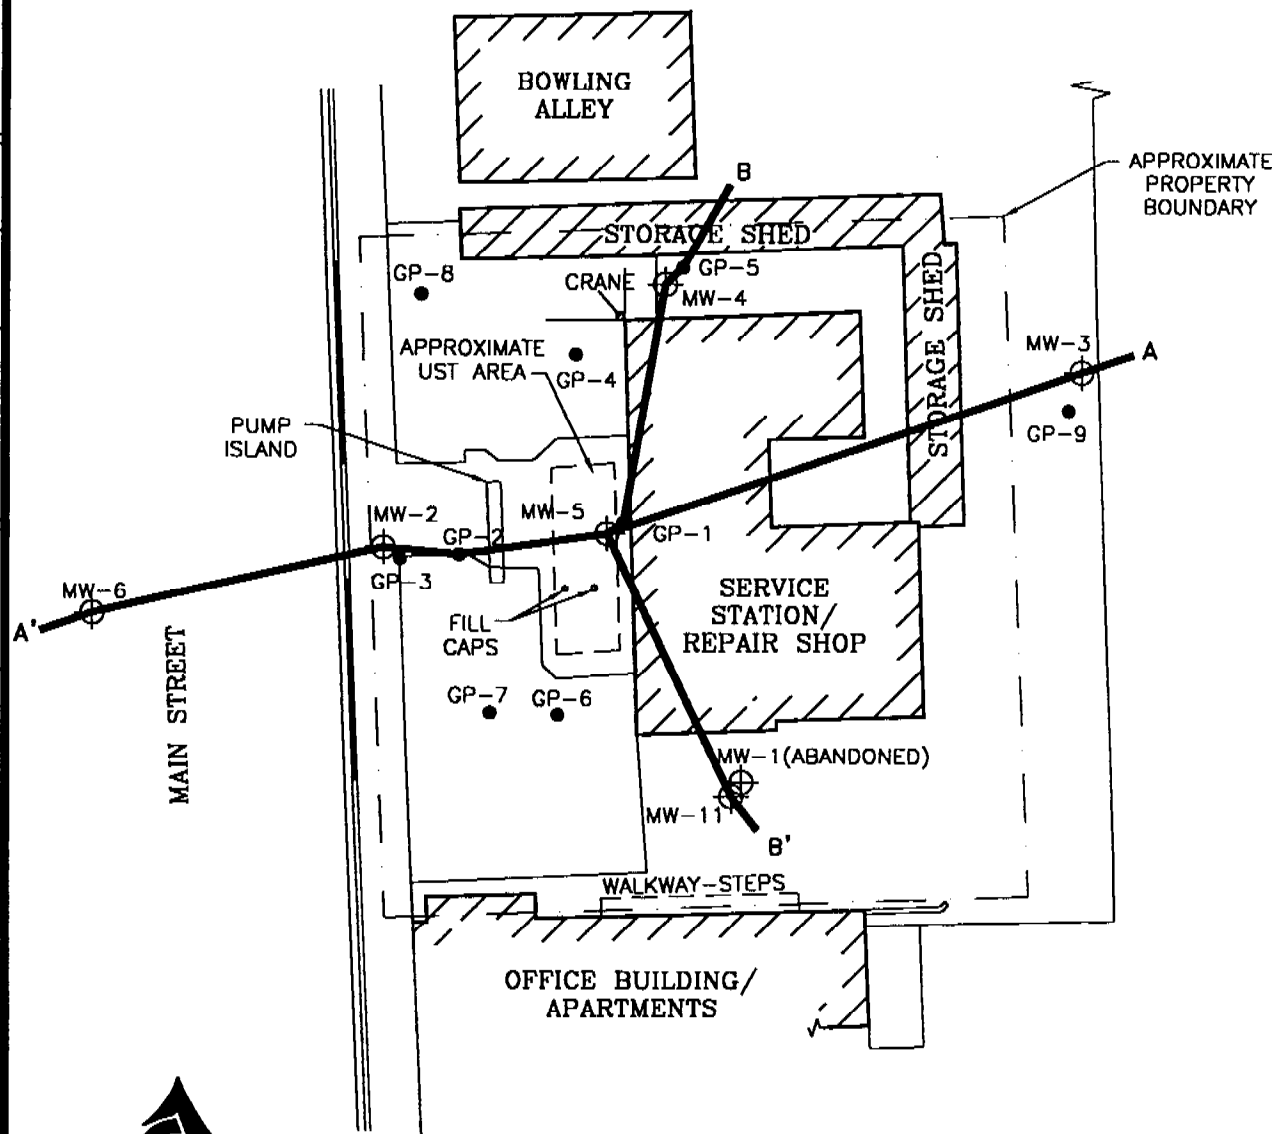 BOWLING
ALLEY
APPROXIMATE
PROPERTY
BOUNDARY
B
STORAGE SHED
GP-8
GP-5
CRANE
MW-4
STORAGE SHED
MW-3
A
APPROXIMATE
UST AREA
GP-4
GP-9
PUMP
ISLAND
MW-2
MW-5
GP-2
GP-1
GP-3
MW-6
A'
FILL
CAPS
SERVICE
STATION/
REPAIR SHOP
MAIN STREET
GP-7
GP-6
MW-1(ABANDONED)
MW-11
B'
WALKWAY-STEPS
OFFICE BUILDING/
APARTMENTS